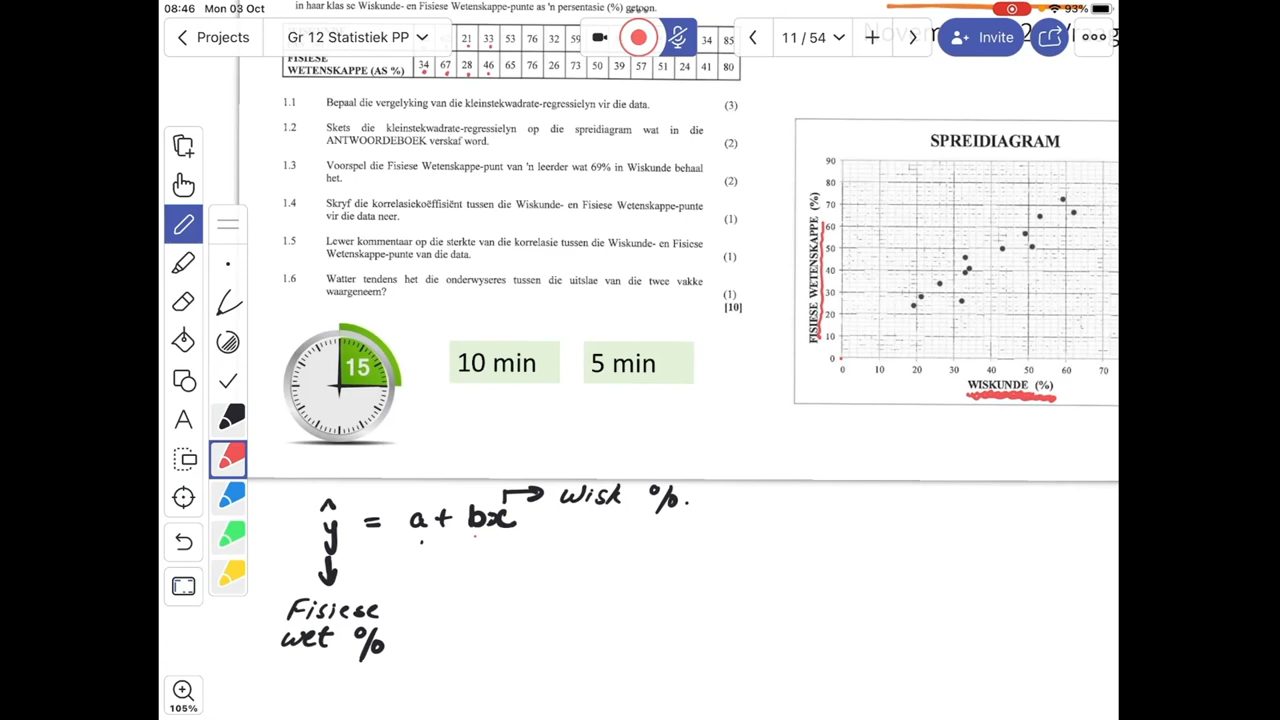 08:46 Mon 03 Oct
93%
in haar klas se Wiskunde- en Fisiese Wetenskappe-punte as 'n persentasie (%) getoon.
Projects
Gr 12 Statistiek PP
11 / 54
Invite
21 33 53 76 32 59 34 85
FISIESE
WETENSKAPPE (AS %) 34 67 28 46 65 76 26 73 50 39 57 51 24 41 80
1.1 Bepaal die vergelyking van die kleinstekwadrate-regressielyn vir die data. (3)
1.2 Skets die kleinstekwadrate-regressielyn op die spreidiagram wat in die
ANTWOORDEBOEK verskaf word. (2)
1.3 Voorspel die Fisiese Wetenskappe-punt van 'n leerder wat 69% in Wiskunde behaal
het. (2)
1.4 Skryf die korrelasiekoëffisiënt tussen die Wiskunde- en Fisiese Wetenskappe-punte
vir die data neer. (1)
1.5 Lewer kommentaar op die sterkte van die korrelasie tussen die Wiskunde- en Fisiese
Wetenskappe-punte van die data. (1)
1.6 Watter tendens het die onderwyseres tussen die uitslae van die twee vakke
waargeneem? (1)
[10]
15
10 min
5 min
SPREIDIAGRAM
FISIESE WETENSKAPPE (%)
90
80
70
60
50
40
30
20
10
0
0 10 20 30 40 50 60 70
WISKUNDE (%)
ŷ = a + bx → Wisk %.
Fisiese
wet %
A
105%